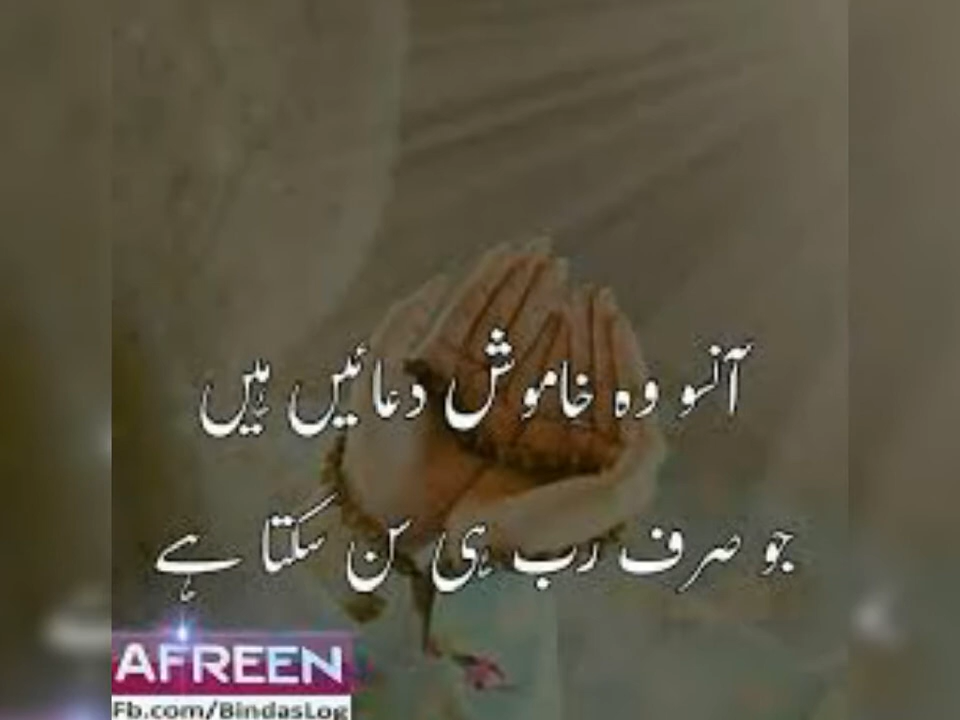 آنسو وہ خاموش دعائیں ہیں
جو صرف رب ہی سن سکتا ہے
AFREEN
Fb.com/BindasLog